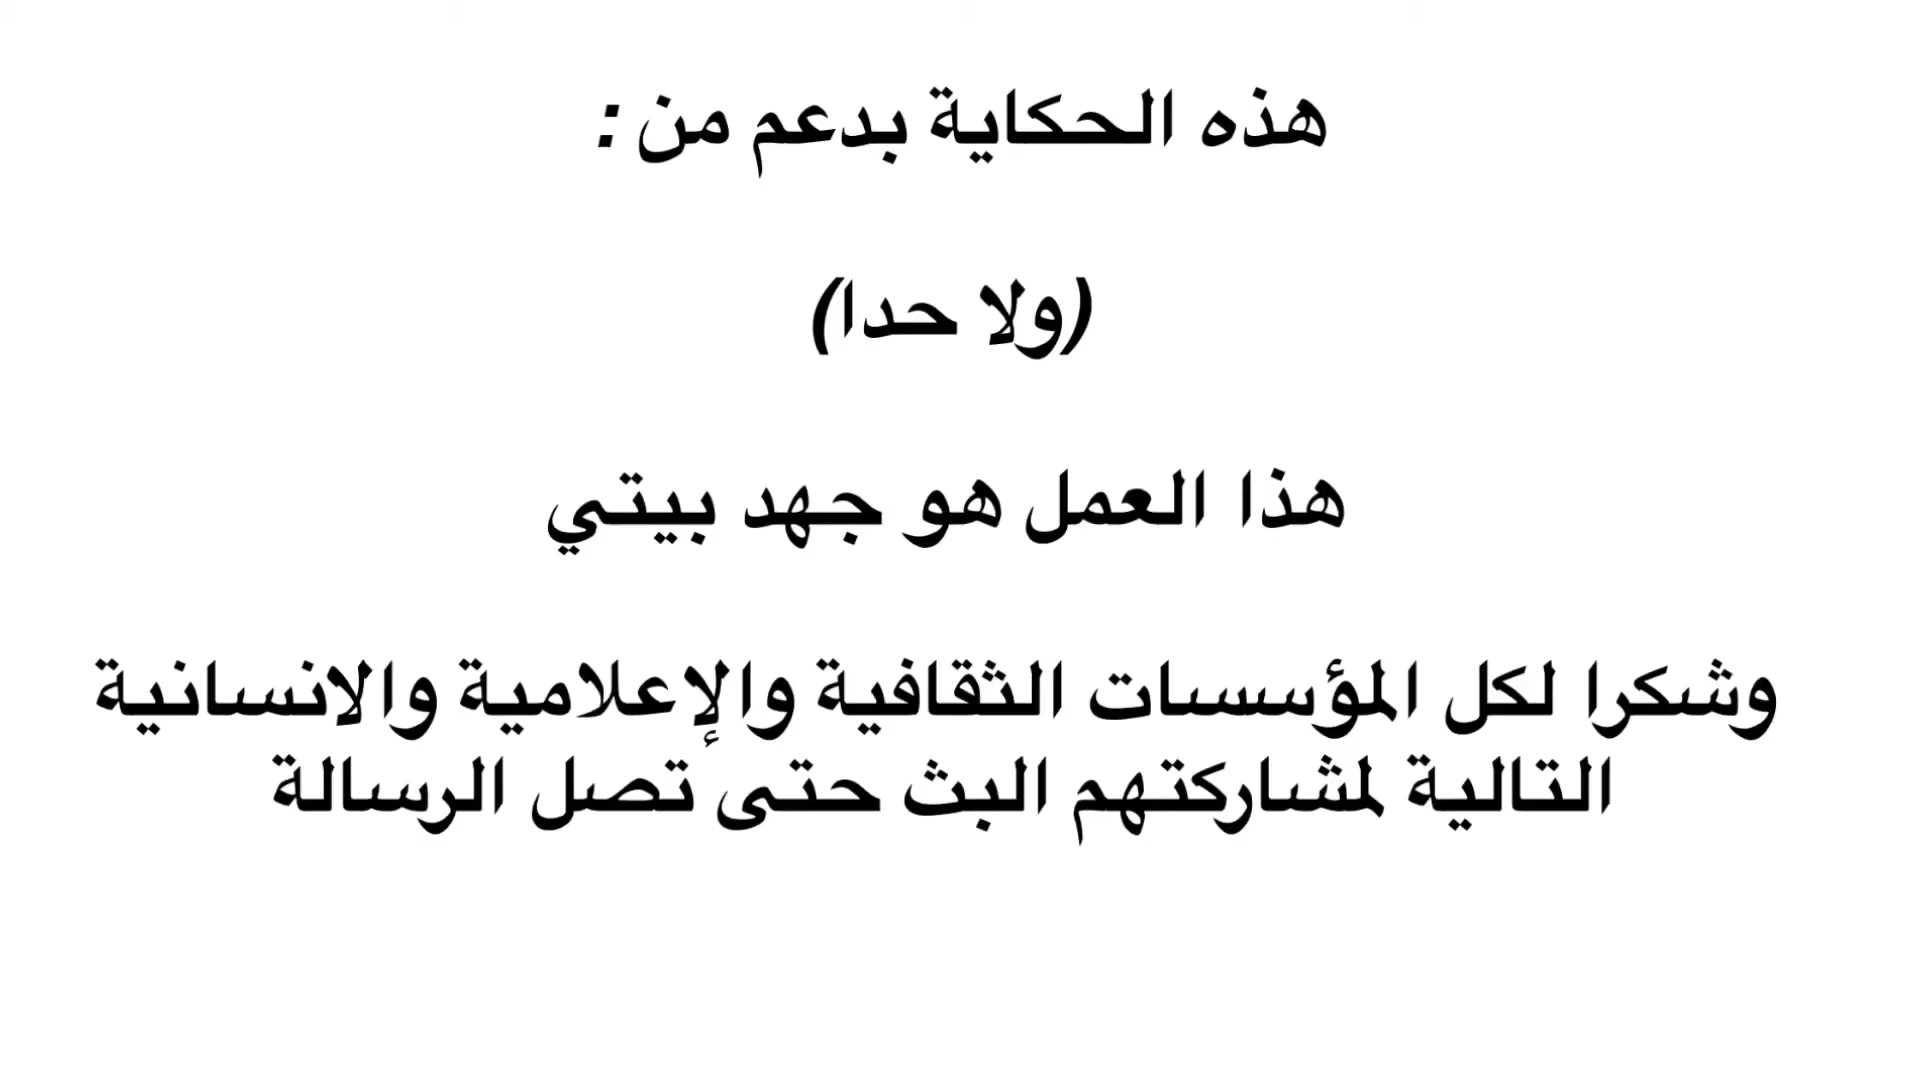 هذه الحكاية بدعم من :
(ولا حدا)
هذا العمل هو جهد بيتي
وشكرا لكل المؤسسات الثقافية والإعلامية والانسانية
التالية لمشاركتهم البث حتى تصل الرسالة